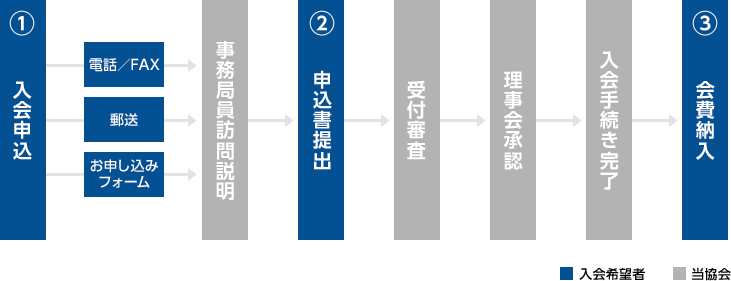 ①
入会申込
電話／FAX
郵送
お申し込み
フォーム
事務局員訪問説明
②
申込書提出
受付審査
理事会承認
入会手続き完了
③
会費納入
入会希望者
当協会